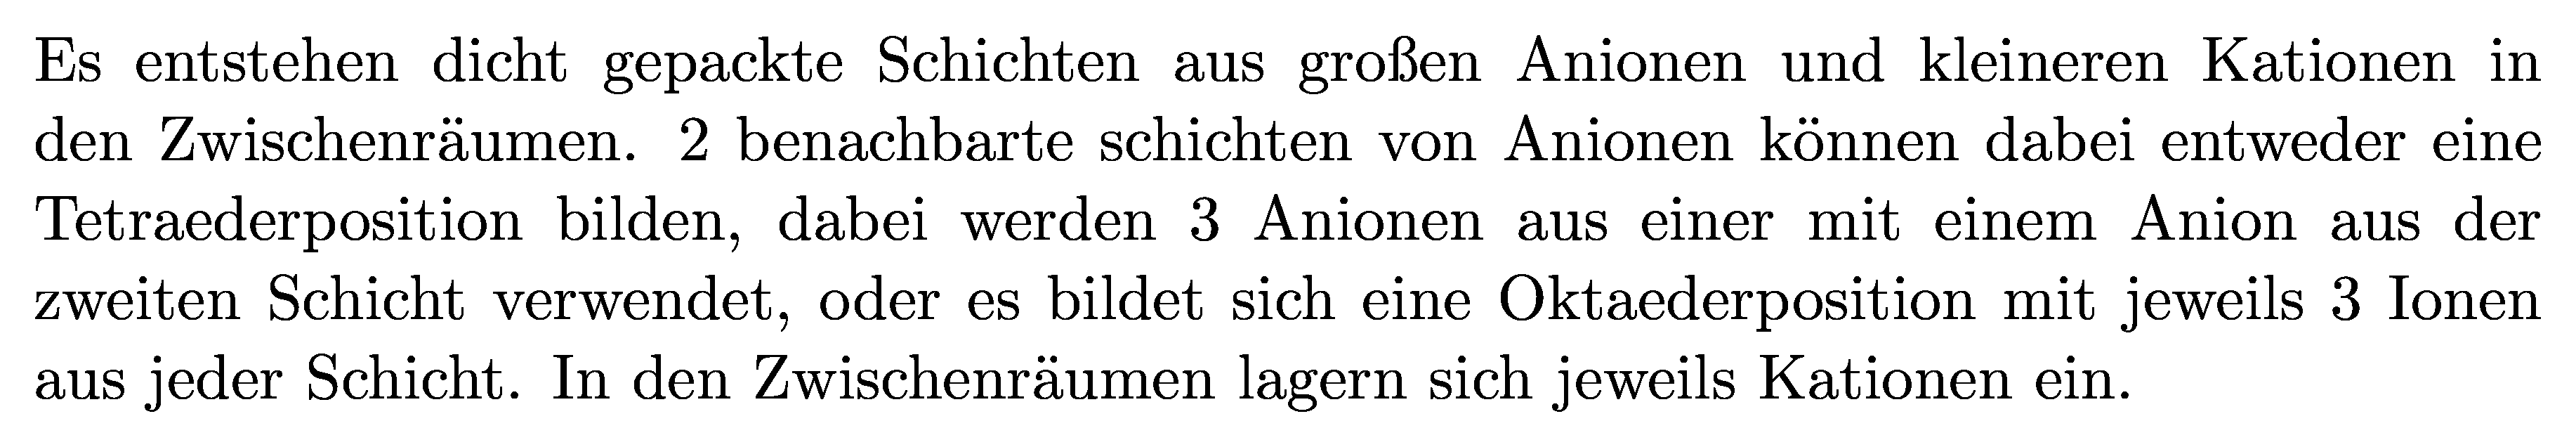 Es entstehen dicht gepackte Schichten aus großen Anionen und kleineren Kationen in
den Zwischenräumen. 2 benachbarte schichten von Anionen können dabei entweder eine
Tetraederposition bilden, dabei werden 3 Anionen aus einer mit einem Anion aus der
zweiten Schicht verwendet, oder es bildet sich eine Oktaederposition mit jeweils 3 Ionen
aus jeder Schicht. In den Zwischenräumen lagern sich jeweils Kationen ein.